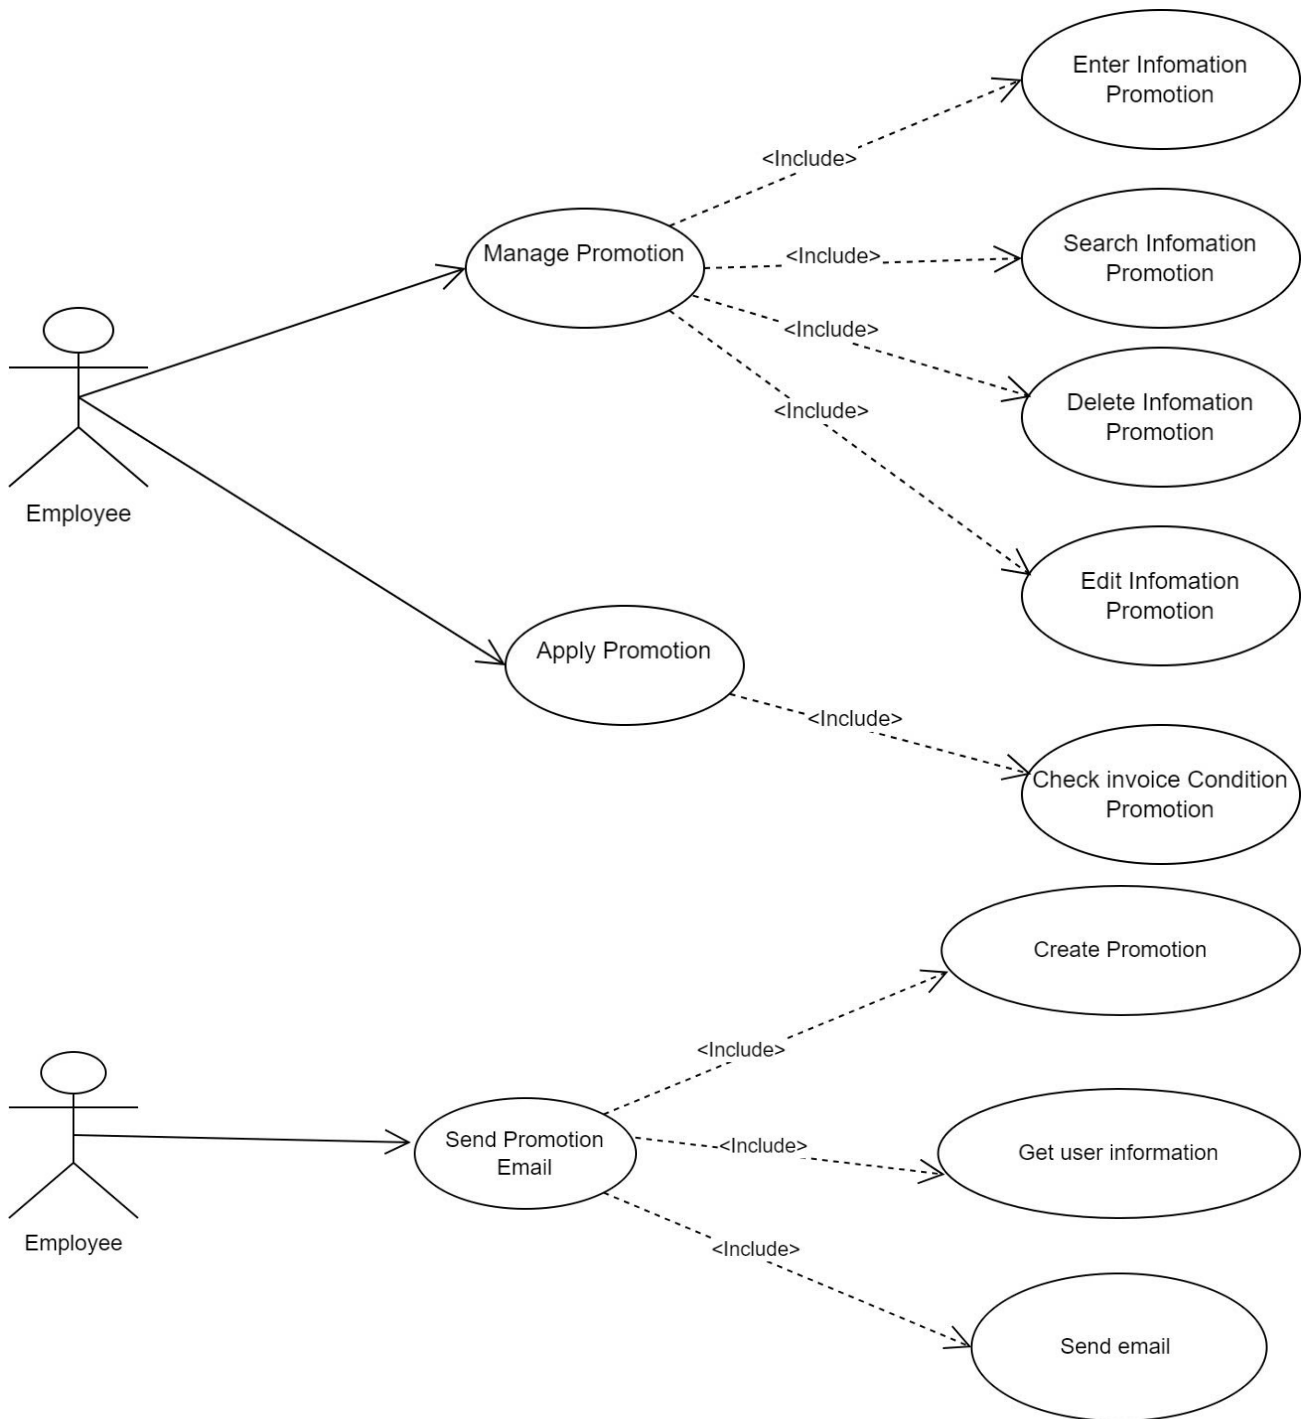 Enter Infomation
Promotion
<Include>
Manage Promotion
<Include>
Search Infomation
Promotion
<Include>
Delete Infomation
Promotion
<Include>
Employee
Edit Infomation
Promotion
Apply Promotion
<Include>
Check invoice Condition
Promotion
Create Promotion
<Include>
Send Promotion
Email
<Include>
Get user information
Employee
<Include>
Send email